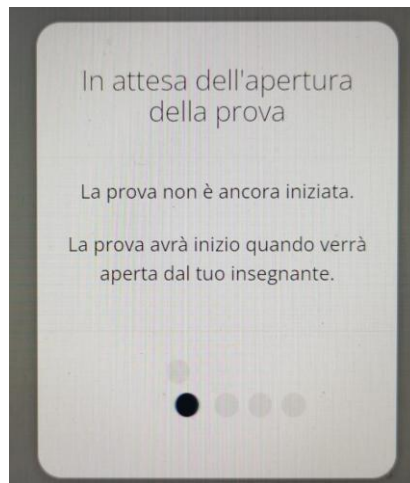 In attesa dell'apertura
della prova
La prova non è ancora iniziata.
La prova avrà inizio quando verrà
aperta dal tuo insegnante.